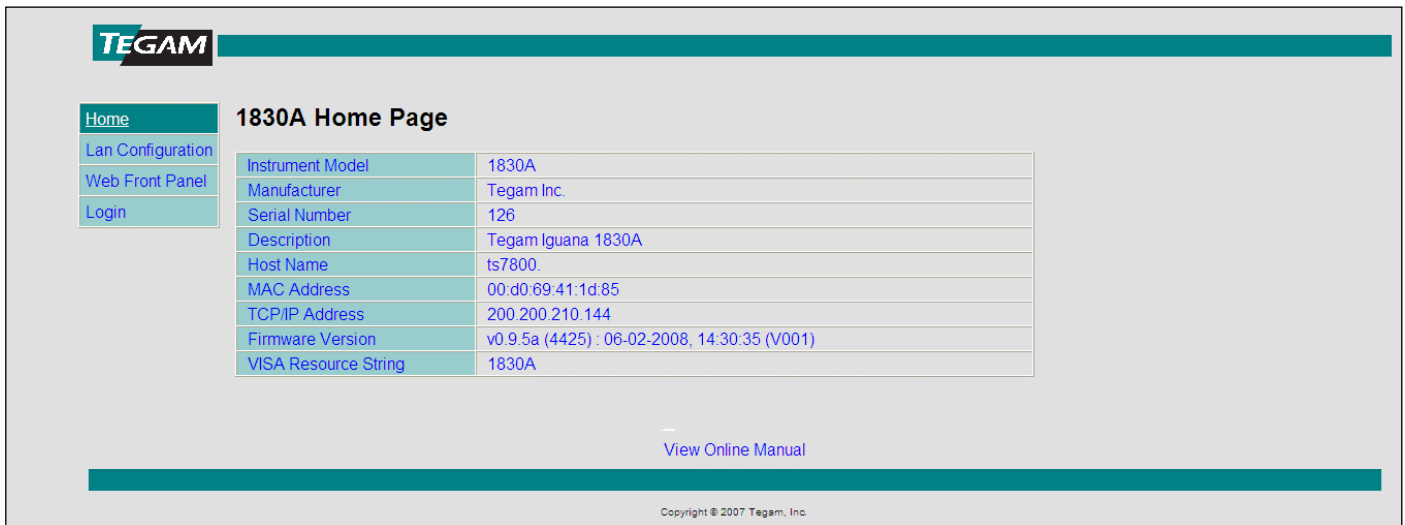 TEGAM
Home
Lan Configuration
Web Front Panel
Login
1830A Home Page
Instrument Model 1830A
Manufacturer Tegam Inc.
Serial Number 126
Description Tegam Iguana 1830A
Host Name ts7800.
MAC Address 00:d0:69:41:1d:85
TCP/IP Address 200.200.210.144
Firmware Version v0.9.5a (4425) : 06-02-2008, 14:30:35 (V001)
VISA Resource String 1830A
View Online Manual
Copyright © 2007 Tegam, Inc.